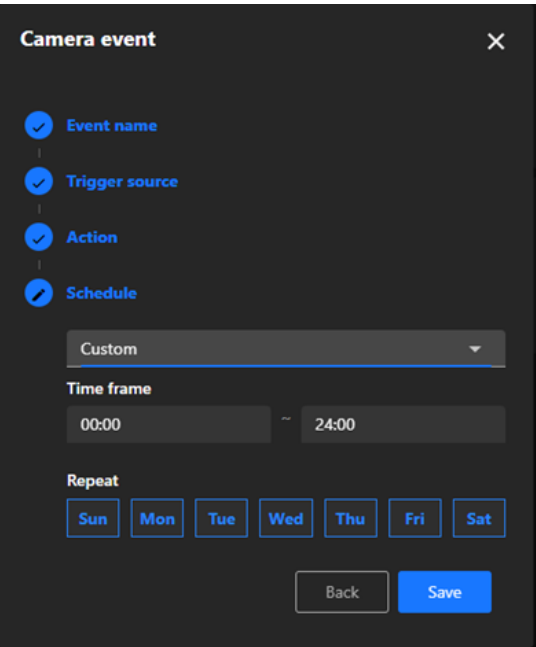 Camera event
Event name
Trigger source
Action
Schedule
Custom
Time frame
00:00 ~ 24:00
Repeat
Sun Mon Tue Wed Thu Fri Sat
Back Save